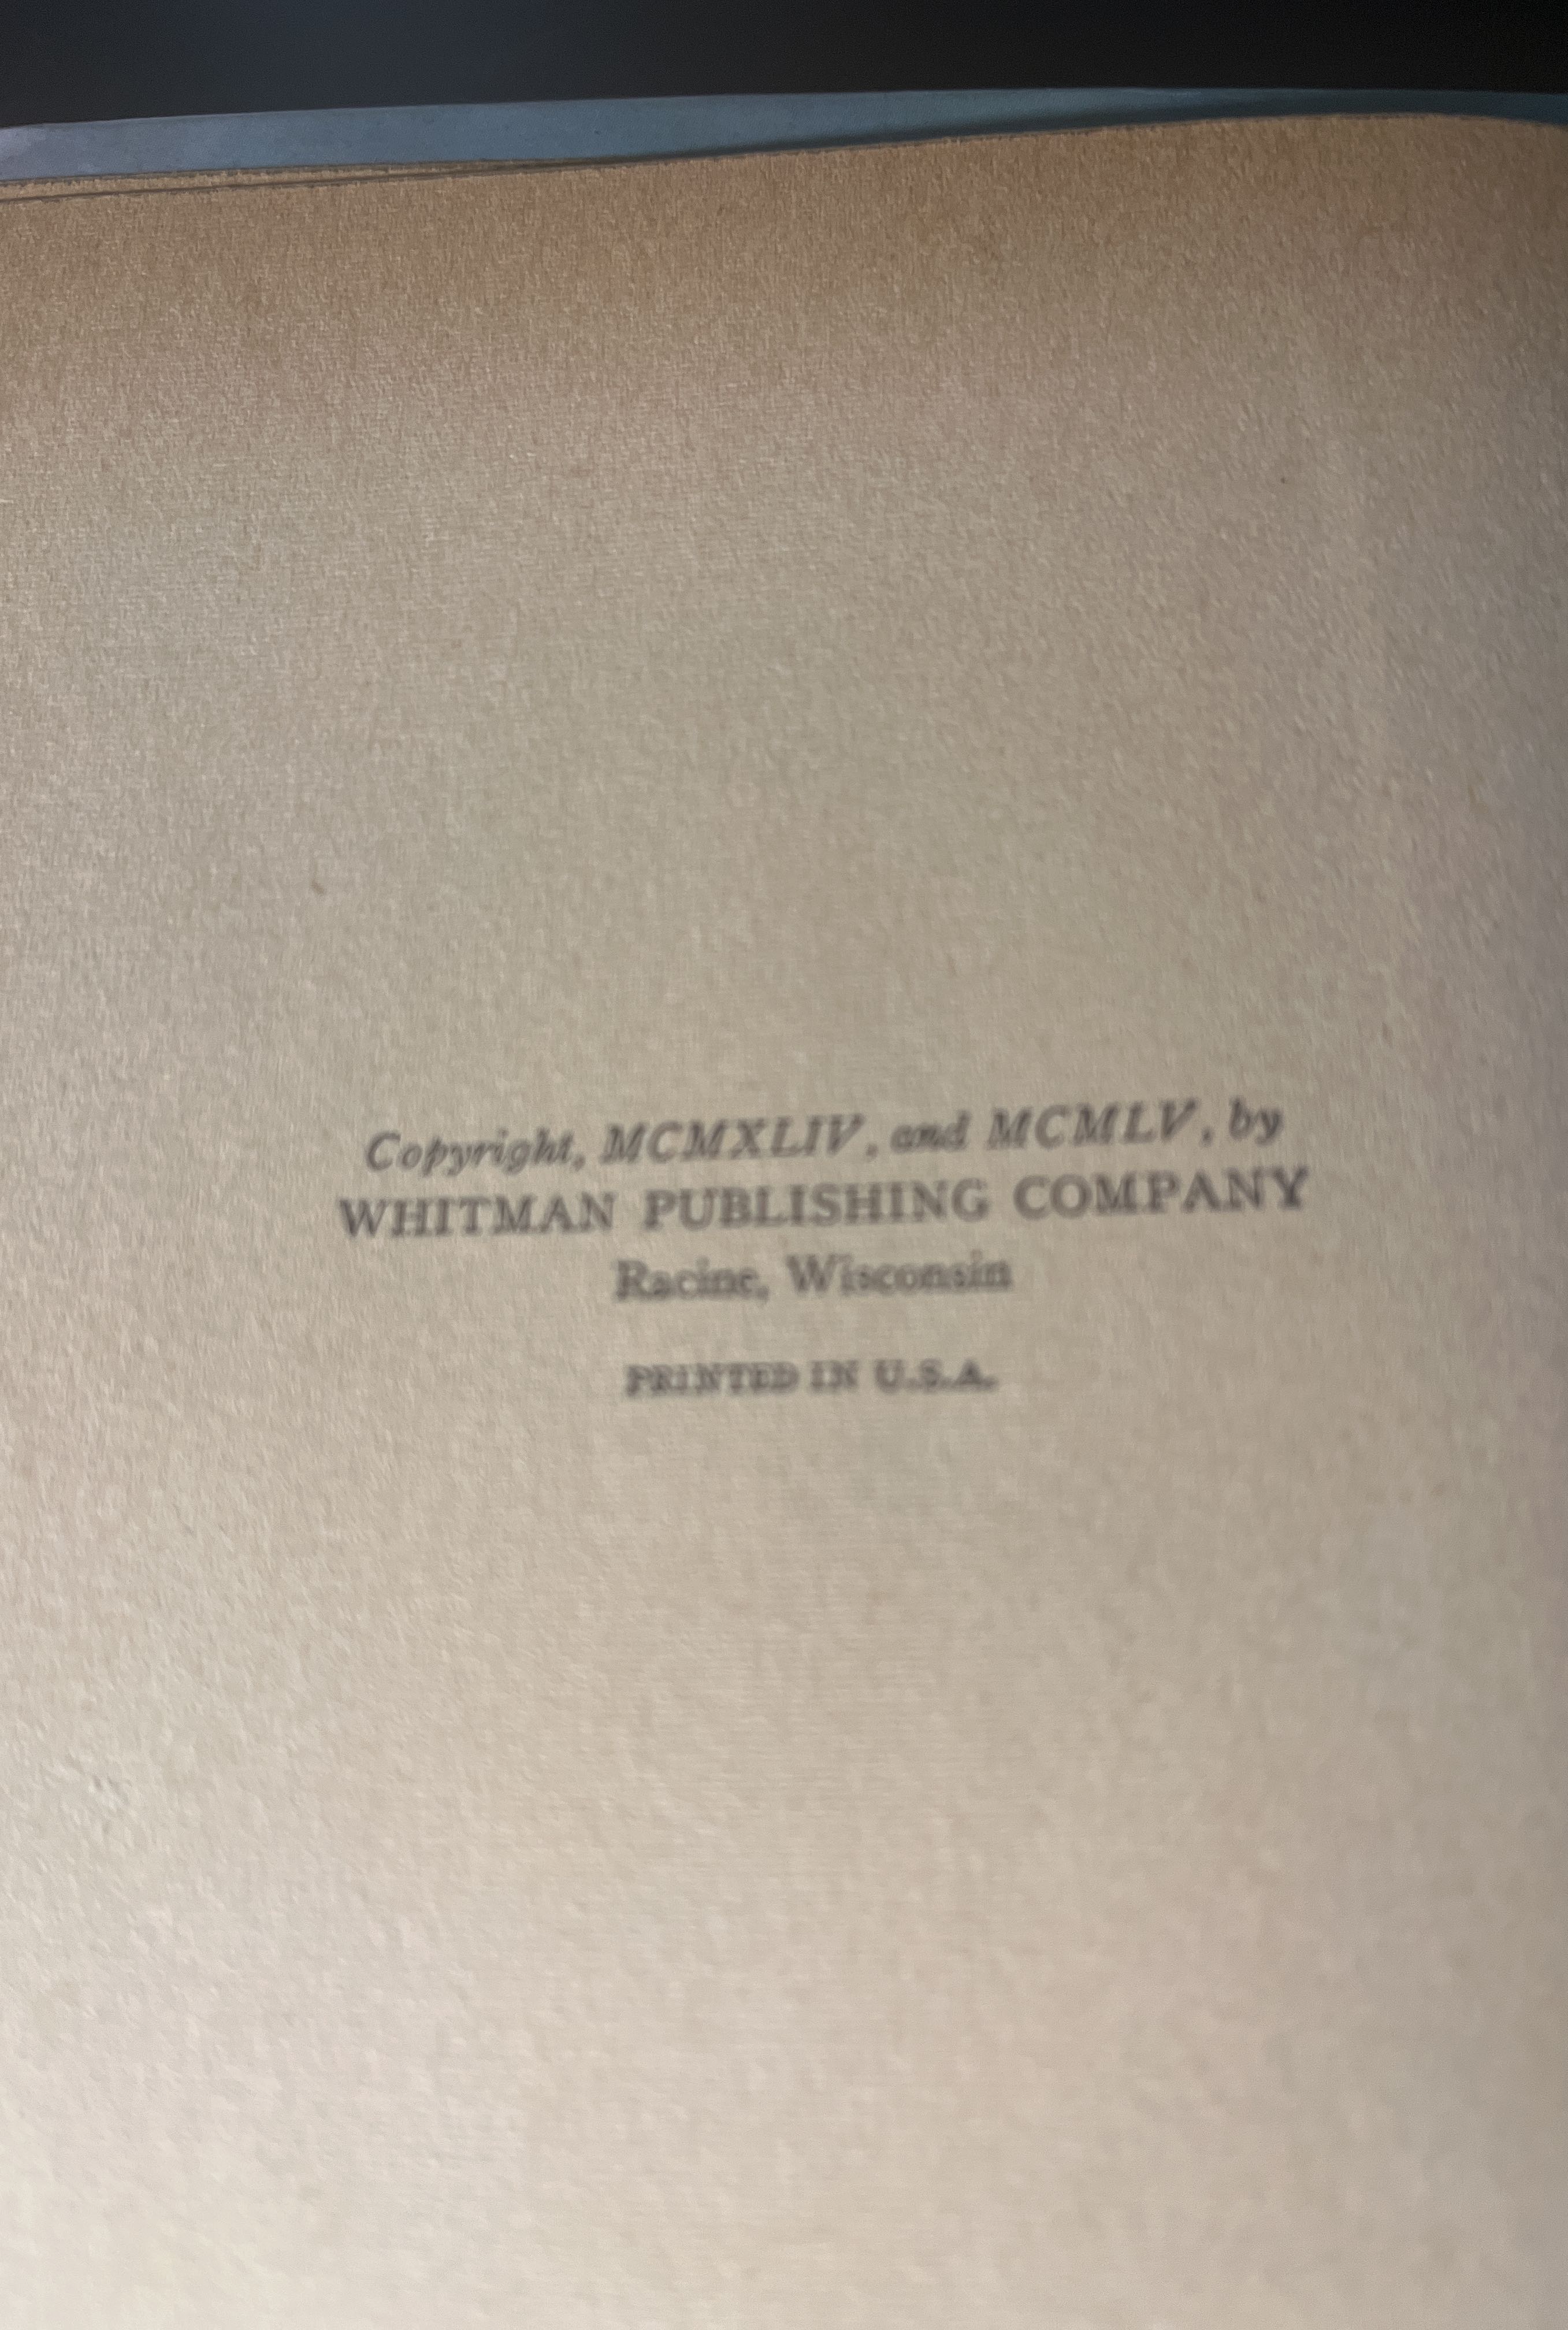 Copyright, MCMXLIV, and MCMLV, by
WHITMAN PUBLISHING COMPANY
Racine, Wisconsin
PRINTED IN U.S.A.